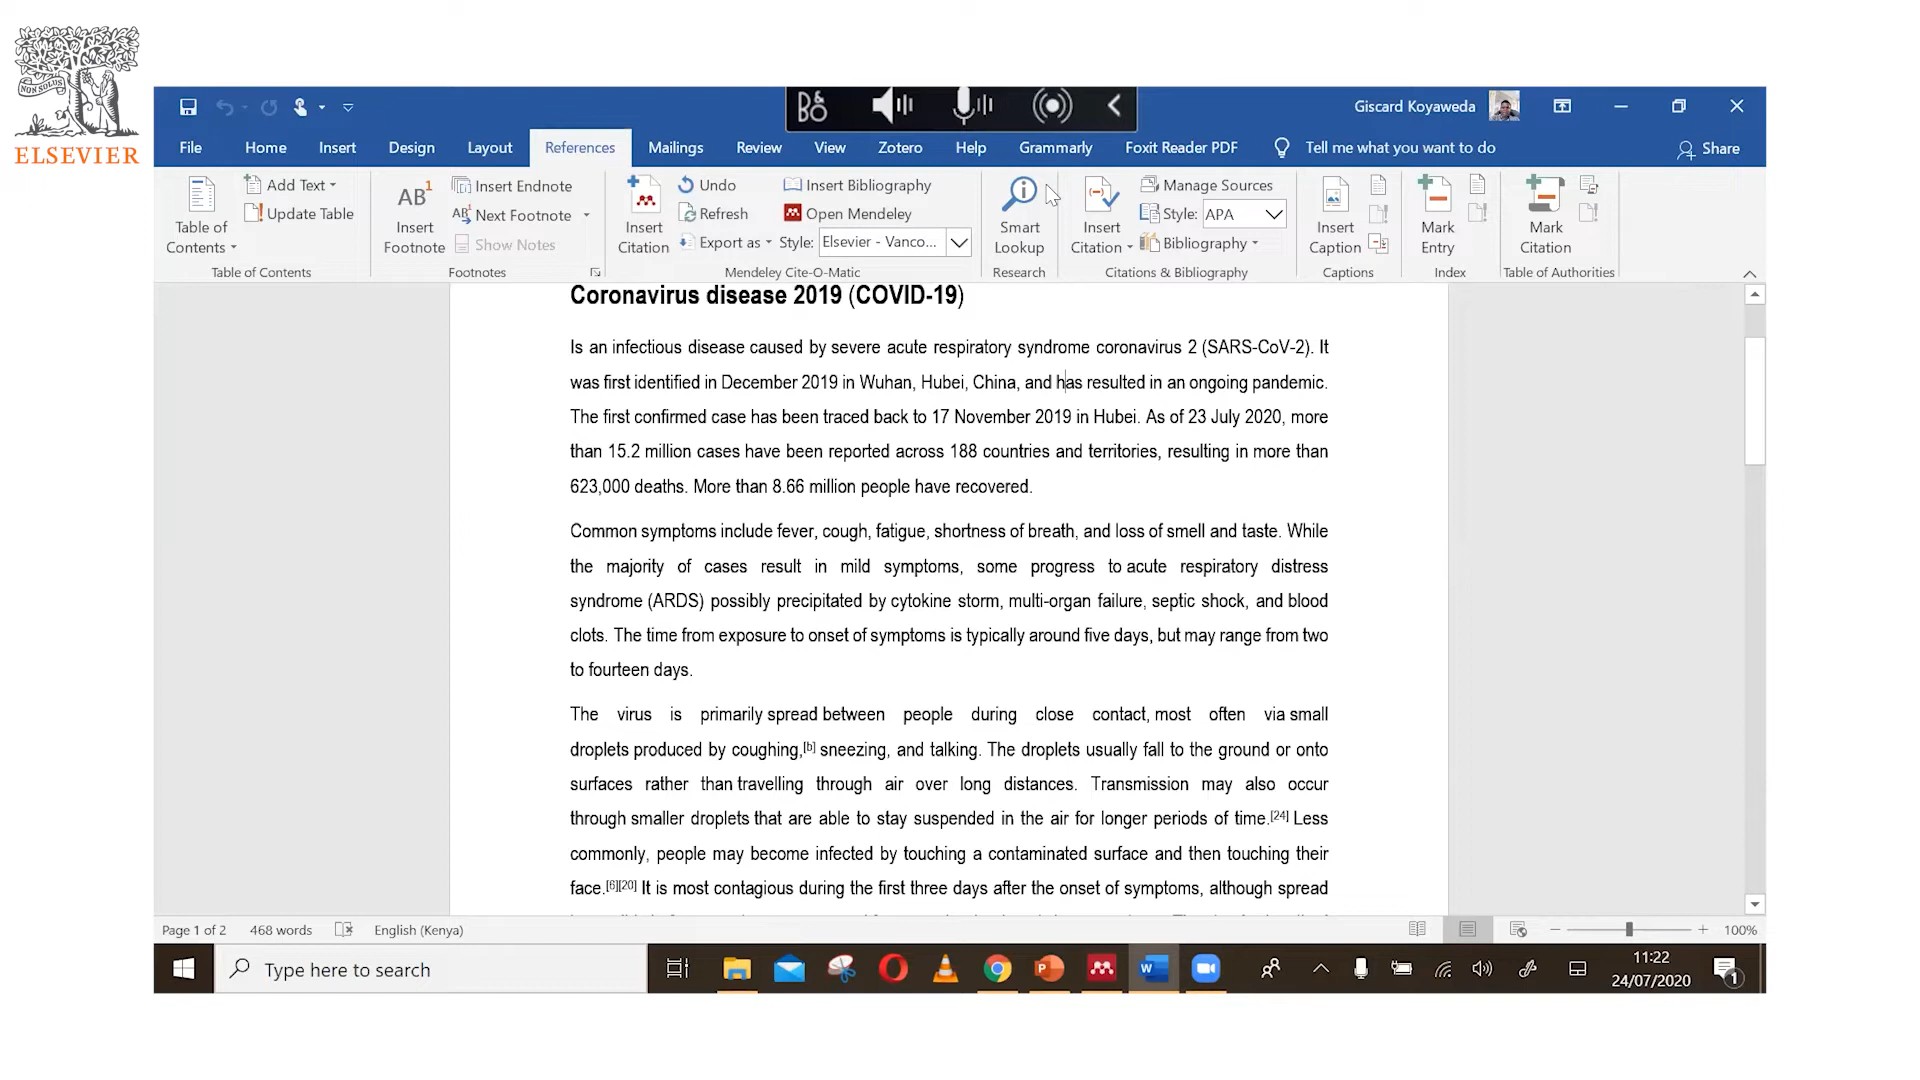 NON SOLUS
ELSEVIER
B&O
Giscard Koyaweda
File Home Insert Design Layout References Mailings Review View Zotero Help Grammarly Foxit Reader PDF Tell me what you want to do Share
Table of Contents
Add Text
Update Table
Table of Contents
AB1
Insert Footnote
Insert Endnote
AB1 Next Footnote
Show Notes
Footnotes
Insert Citation
Undo
Refresh
Export as
Insert Bibliography
Open Mendeley
Style: Elsevier - Vanco...
Mendeley Cite-O-Matic
Smart Lookup
Research
Insert Citation
Manage Sources
Style: APA
Bibliography
Citations & Bibliography
Insert Caption
Captions
Mark Entry
Index
Mark Citation
Table of Authorities
Coronavirus disease 2019 (COVID-19)
Is an infectious disease caused by severe acute respiratory syndrome coronavirus 2 (SARS-CoV-2). It
was first identified in December 2019 in Wuhan, Hubei, China, and has resulted in an ongoing pandemic.
The first confirmed case has been traced back to 17 November 2019 in Hubei. As of 23 July 2020, more
than 15.2 million cases have been reported across 188 countries and territories, resulting in more than
623,000 deaths. More than 8.66 million people have recovered.
Common symptoms include fever, cough, fatigue, shortness of breath, and loss of smell and taste. While
the majority of cases result in mild symptoms, some progress to acute respiratory distress
syndrome (ARDS) possibly precipitated by cytokine storm, multi-organ failure, septic shock, and blood
clots. The time from exposure to onset of symptoms is typically around five days, but may range from two
to fourteen days.
The virus is primarily spread between people during close contact, most often via small
droplets produced by coughing,[b] sneezing, and talking. The droplets usually fall to the ground or onto
surfaces rather than travelling through air over long distances. Transmission may also occur
through smaller droplets that are able to stay suspended in the air for longer periods of time.[24] Less
commonly, people may become infected by touching a contaminated surface and then touching their
face.[6][20] It is most contagious during the first three days after the onset of symptoms, although spread
Page 1 of 2 468 words English (Kenya) 100%
Type here to search
11:22
24/07/2020
1